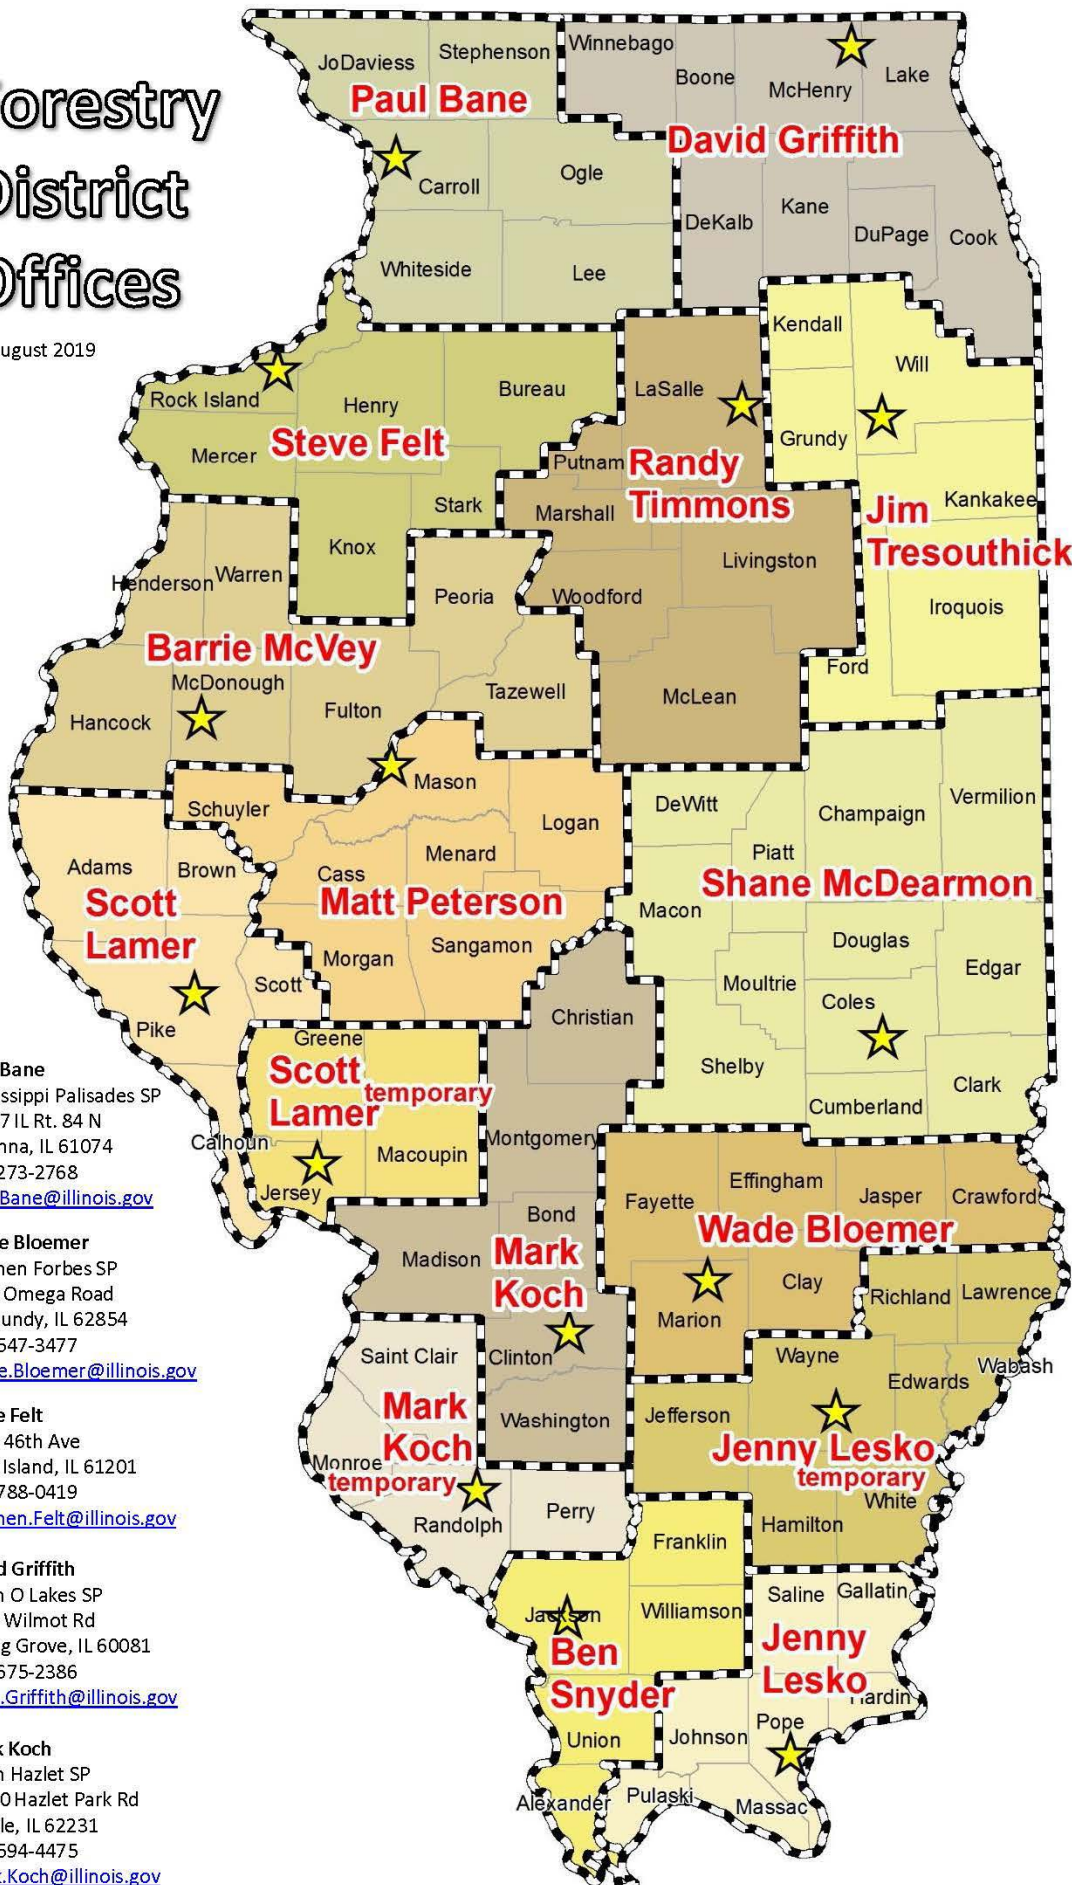 Forestry
District
Offices
August 2019
JoDaviess
Stephenson
Winnebago
Boone
McHenry
Lake
Paul Bane
David Griffith
Carroll
Ogle
DeKalb
Kane
DuPage
Cook
Whiteside
Lee
Kendall
Will
Rock Island
Henry
Bureau
LaSalle
Grundy
Mercer
Steve Felt
Putnam
Randy
Timmons
Stark
Marshall
Kankakee
Jim
Tresouthick
Knox
Livingston
Henderson
Warren
Peoria
Woodford
Iroquois
Barrie McVey
McDonough
Ford
Hancock
Fulton
Tazewell
McLean
Mason
Schuyler
Logan
DeWitt
Champaign
Vermilion
Adams
Brown
Cass
Menard
Piatt
Scott
Lamer
Matt Peterson
Shane McDearmon
Macon
Morgan
Sangamon
Douglas
Edgar
Scott
Moultrie
Coles
Pike
Christian
Greene
Scott
Lamer
temporary
Shelby
Clark
Cumberland
Calhoun
Macoupin
Montgomery
Jersey
Effingham
Fayette
Jasper
Crawford
Bond
Wade Bloemer
Madison
Mark
Koch
Clay
Richland
Lawrence
Marion
Saint Clair
Clinton
Wayne
Edwards
Wabash
Mark
Koch
temporary
Washington
Jefferson
Jenny Lesko
temporary
Monroe
White
Randolph
Perry
Hamilton
Franklin
Saline
Gallatin
Jackson
Williamson
Ben
Snyder
Jenny
Lesko
Hardin
Union
Johnson
Pope
Alexander
Pulaski
Massac
Bane
ssissippi Palisades SP
7 IL Rt. 84 N
nna, IL 61074
273-2768
.Bane@illinois.gov
e Bloemer
hen Forbes SP
Omega Road
undy, IL 62854
547-3477
e.Bloemer@illinois.gov
e Felt
46th Ave
Island, IL 61201
788-0419
hen.Felt@illinois.gov
d Griffith
n O Lakes SP
Wilmot Rd
g Grove, IL 60081
675-2386
.Griffith@illinois.gov
k Koch
n Hazlet SP
0 Hazlet Park Rd
le, IL 62231
594-4475
.Koch@illinois.gov